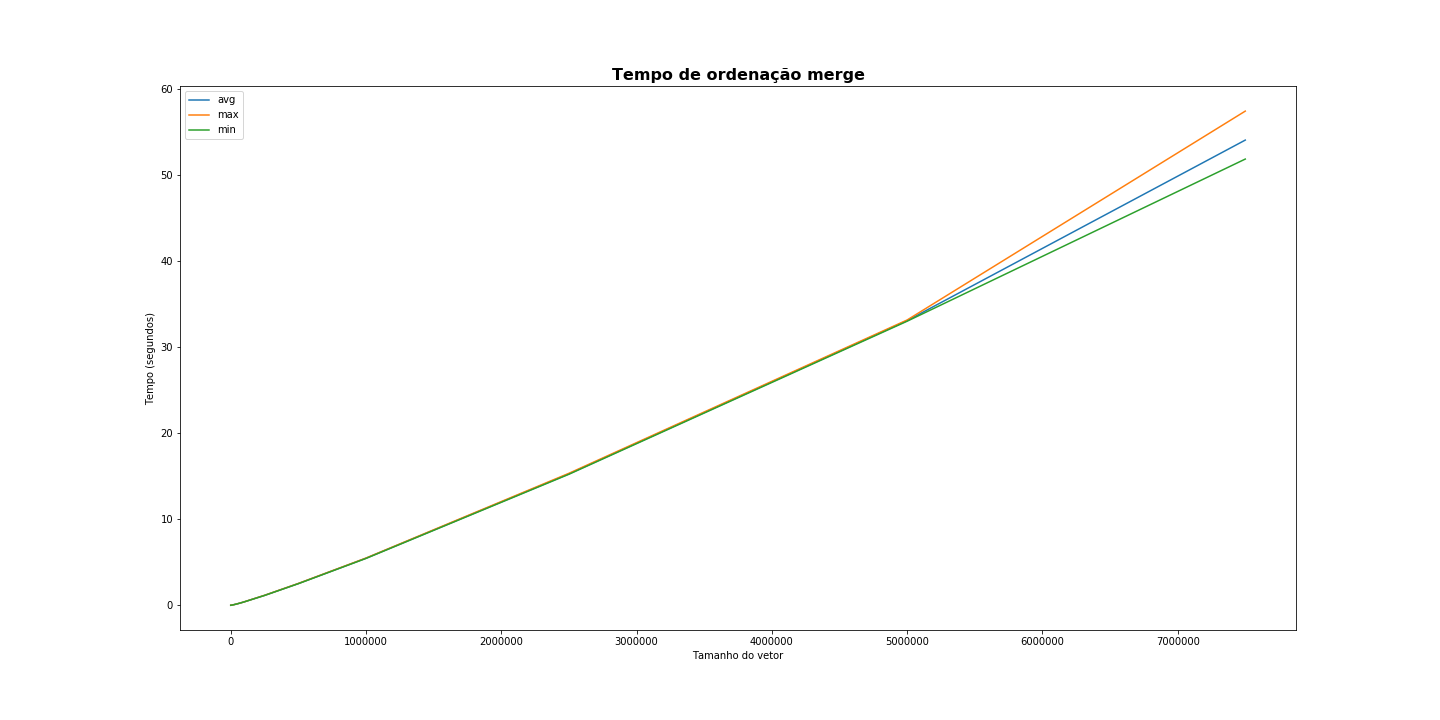 Tempo de ordenação merge
avg
max
min
60
50
40
30
20
10
0
Tempo (segundos)
0 1000000 2000000 3000000 4000000 5000000 6000000 7000000
Tamanho do vetor